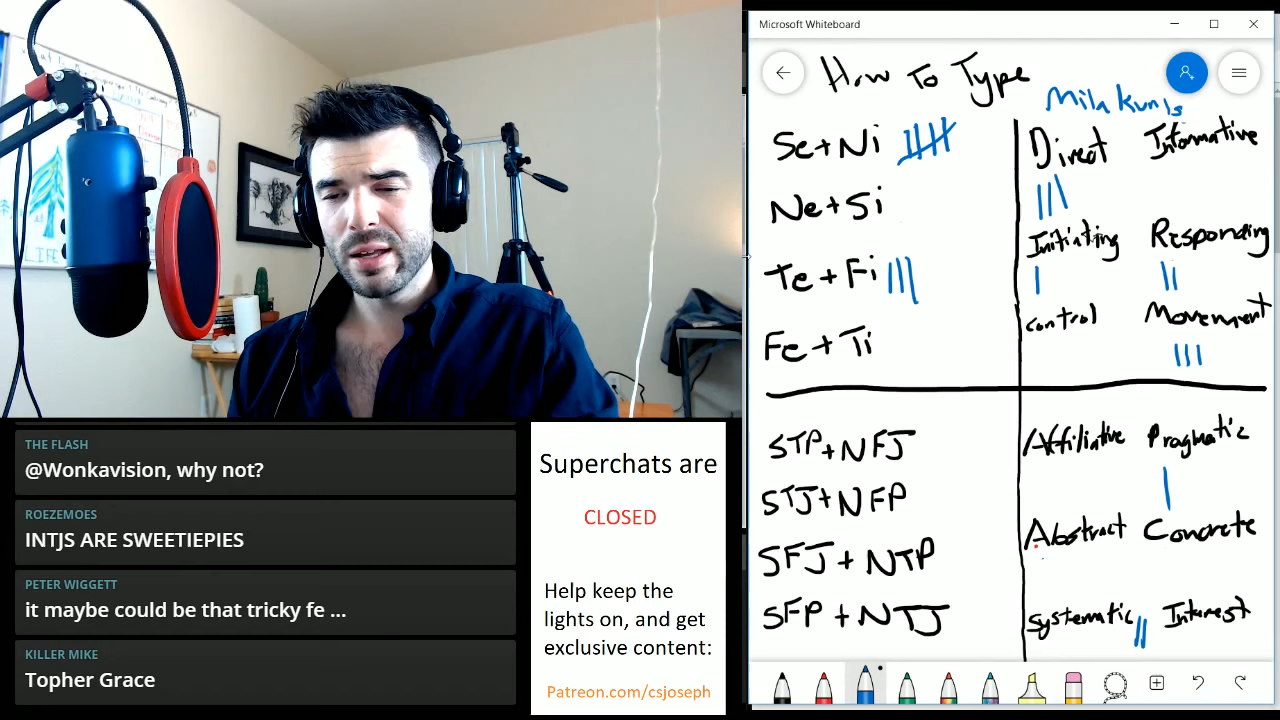 Microsoft Whiteboard
How To Type
Mila Kunis
Se+Ni
Direct Informative
Ne+Si
Initiating Responding
Te + Fi
control Movement
Fe + Ti
STP+NFJ
Affiliative Pragmatic
STJ+NFP
Abstract Concrete
SFJ + NTP
SFP + NTJ
Systematic Interest
LIFE
THE FLASH
@Wonkavision, why not?
ROEZEMOES
INTJS ARE SWEETIEPIES
PETER WIGGETT
it maybe could be that tricky fe ...
KILLER MIKE
Topher Grace
Superchats are
CLOSED
Help keep the
lights on, and get
exclusive content:
Patreon.com/csjoseph